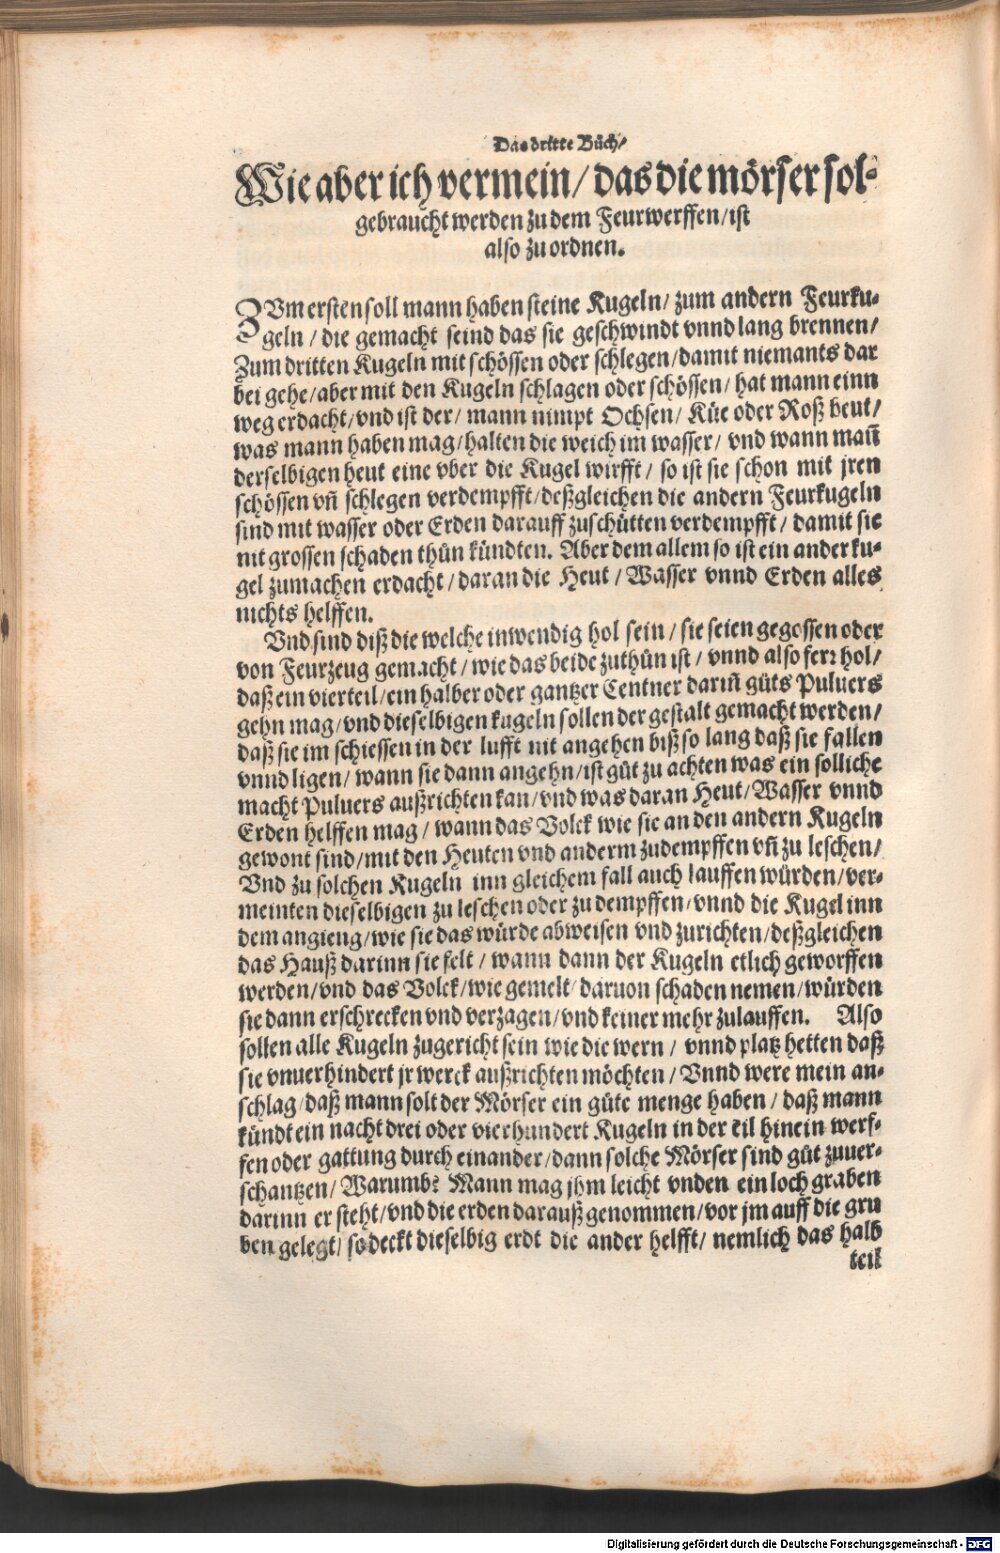 Das dritte Bůch/
Wie aber ich vermein/ das die mörser sol-
gebraucht werden zu dem Feurwerffen/ist
also zu ordnen.
ZVm ersten soll mann haben steine Kugeln/ zum andern Feurku-
geln / die gemacht seind das sie geschwindt vnnd lang brennen/
Zum dritten Kugeln mit schössen oder schlegen/damit niemants dar
bei gehe/aber mit den Kugeln schlagen oder schössen/ hat mann einn
weg erdacht/vnd ist der/ mann nimpt Ochsen/ Küe oder Roß heut/
was mann haben mag/halten die weich im wasser/ vnd wann mañ
derselbigen heut eine vber die Kugel wirfft/ so ist sie schon mit jren
schössen vñ schlegen verdempfft/deßgleichen die andern Feurkugeln
sind mit wasser oder Erden darauff zuschütten verdempfft/ damit sie
nit grossen schaden thůn kündten. Aber dem allem so ist ein ander ku-
gel zumachen erdacht/daran die Heut/ Wasser vnnd Erden alles
nichts helffen.
Vnd sind diß die welche inwendig hol sein/ sie seien gegossen oder
von Feurzeug gemacht/wie das beide zuthůn ist/ vnnd also ferr hol/
daß ein vierteil/ein halber oder gantzer Centner dariñ gůts Puluers
gehn mag/vnd dieselbigen kugeln sollen der gestalt gemacht werden/
daß sie im schiessen in der lufft nit angehen biß so lang daß sie fallen
vnnd ligen/ wann sie dann angehn/ist gůt zu achten was ein solliche
macht Puluers außrichten kan/vnd was daran Heut/Wasser vnnd
Erden helffen mag/ wann das Volck wie sie an den andern Kugeln
gewont sind/mit den Heuten vnd anderm zudempffen vñ zu leschen/
Vnd zu solchen Kugeln inn gleichem fall auch lauffen würden/ver-
meinten dieselbigen zu leschen oder zu dempffen/vnnd die Kugel inn
dem angieng/wie sie das würde abweisen vnd zurichten/deßgleichen
das Hauß darinn sie felt/ wann dann der Kugeln etlich geworffen
werden/vnd das Volck/wie gemelt/ daruon schaden nemen/würden
sie dann erschrecken vnd verzagen/vnd keiner mehr zulauffen. Also
sollen alle Kugeln zugericht sein wie die wern/ vnnd platz hetten daß
sie vnuerhindert jr werck außrichten möchten/ Vnnd were mein an-
schlag/daß mann solt der Mörser ein gůte menge haben/ daß mann
kündt ein nacht drei oder vierhundert Kugeln in der eil hinein werf-
fen oder gattung durch einander/dann solche Mörser sind gůt zuuer-
schantzen/ Warumb? Mann mag jhm leicht vnden ein loch graben
darinn er steht/vnd die erden darauß genommen/vor jm auff die gru
ben gelegt/ so deckt dieselbig erdt die ander helfft/ nemlich das halb
teil
Digitalisierung gefördert durch die Deutsche Forschungsgemeinschaft - DFG